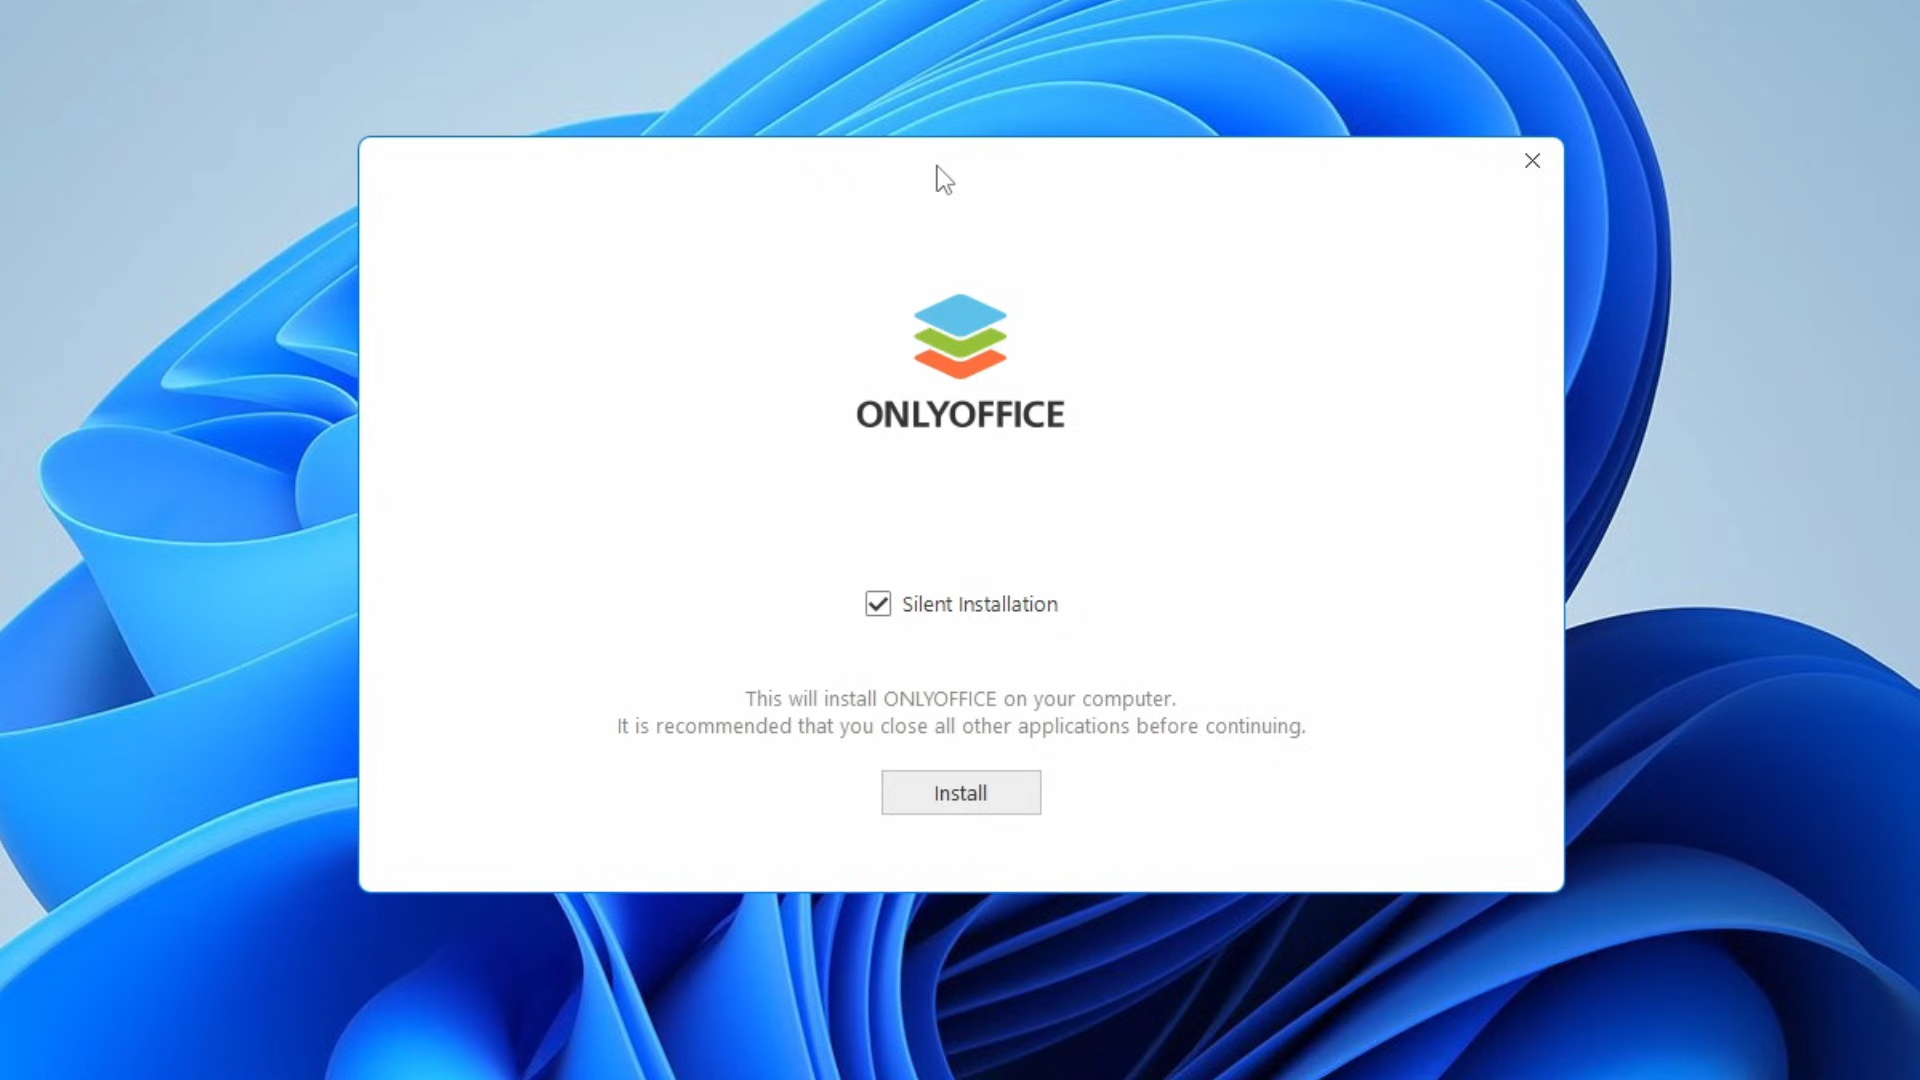 ONLYOFFICE
Silent Installation
This will install ONLYOFFICE on your computer.
It is recommended that you close all other applications before continuing.
Install